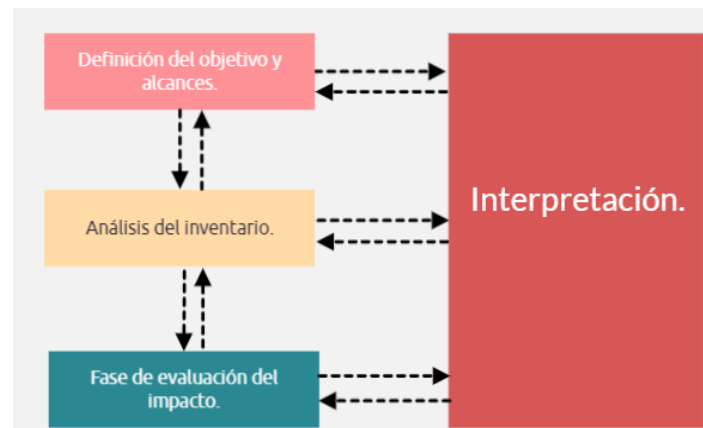 Definición del objetivo y
alcances.
Interpretación.
Análisis del inventario.
Fase de evaluación del
impacto.